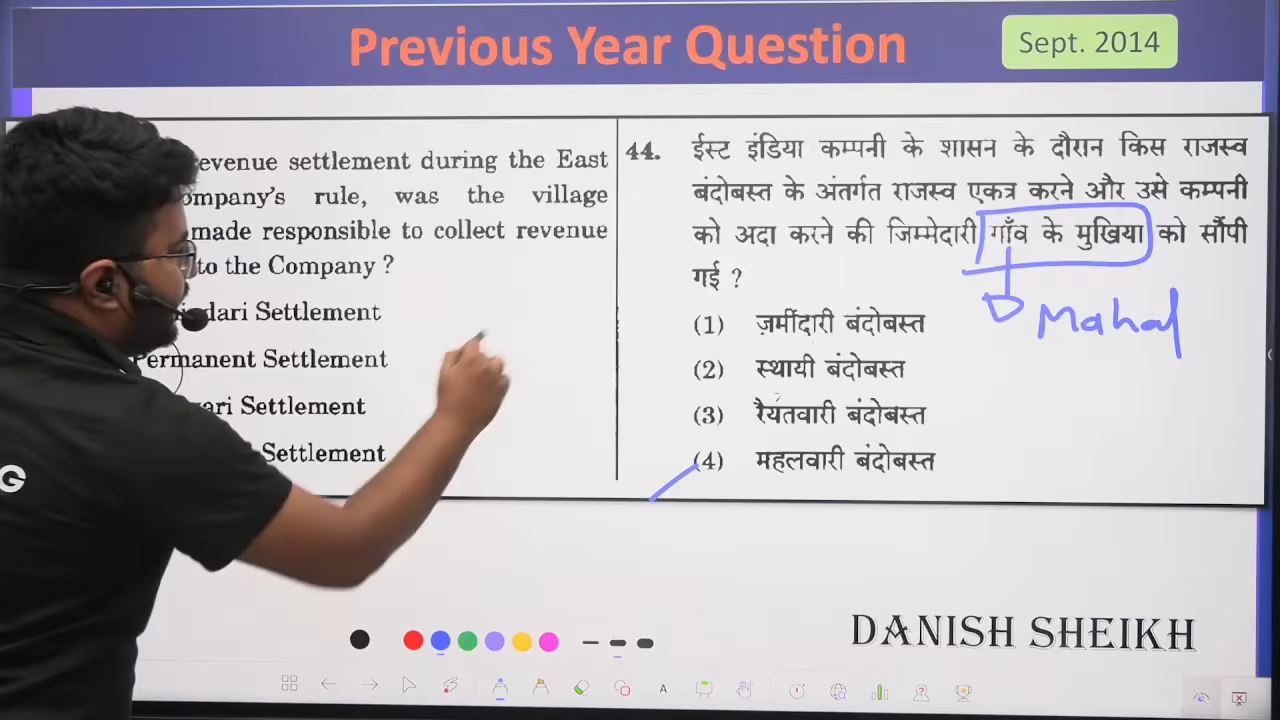 Previous Year Question
Sept. 2014
evenue settlement during the East
ompany's rule, was the village
made responsible to collect revenue
to the Company ?
dari Settlement
Permanent Settlement
ari Settlement
Settlement
44. ईस्ट इंडिया कम्पनी के शासन के दौरान किस राजस्व
बंदोबस्त के अंतर्गत राजस्व एकत्र करने और उसे कम्पनी
को अदा करने की जिम्मेदारी गाँव के मुखिया को सौंपी
गई ?
(1) ज़मींदारी बंदोबस्त
(2) स्थायी बंदोबस्त
(3) रैयतवारी बंदोबस्त
(4) महलवारी बंदोबस्त
Mahal
G
DANISH SHEIKH
A